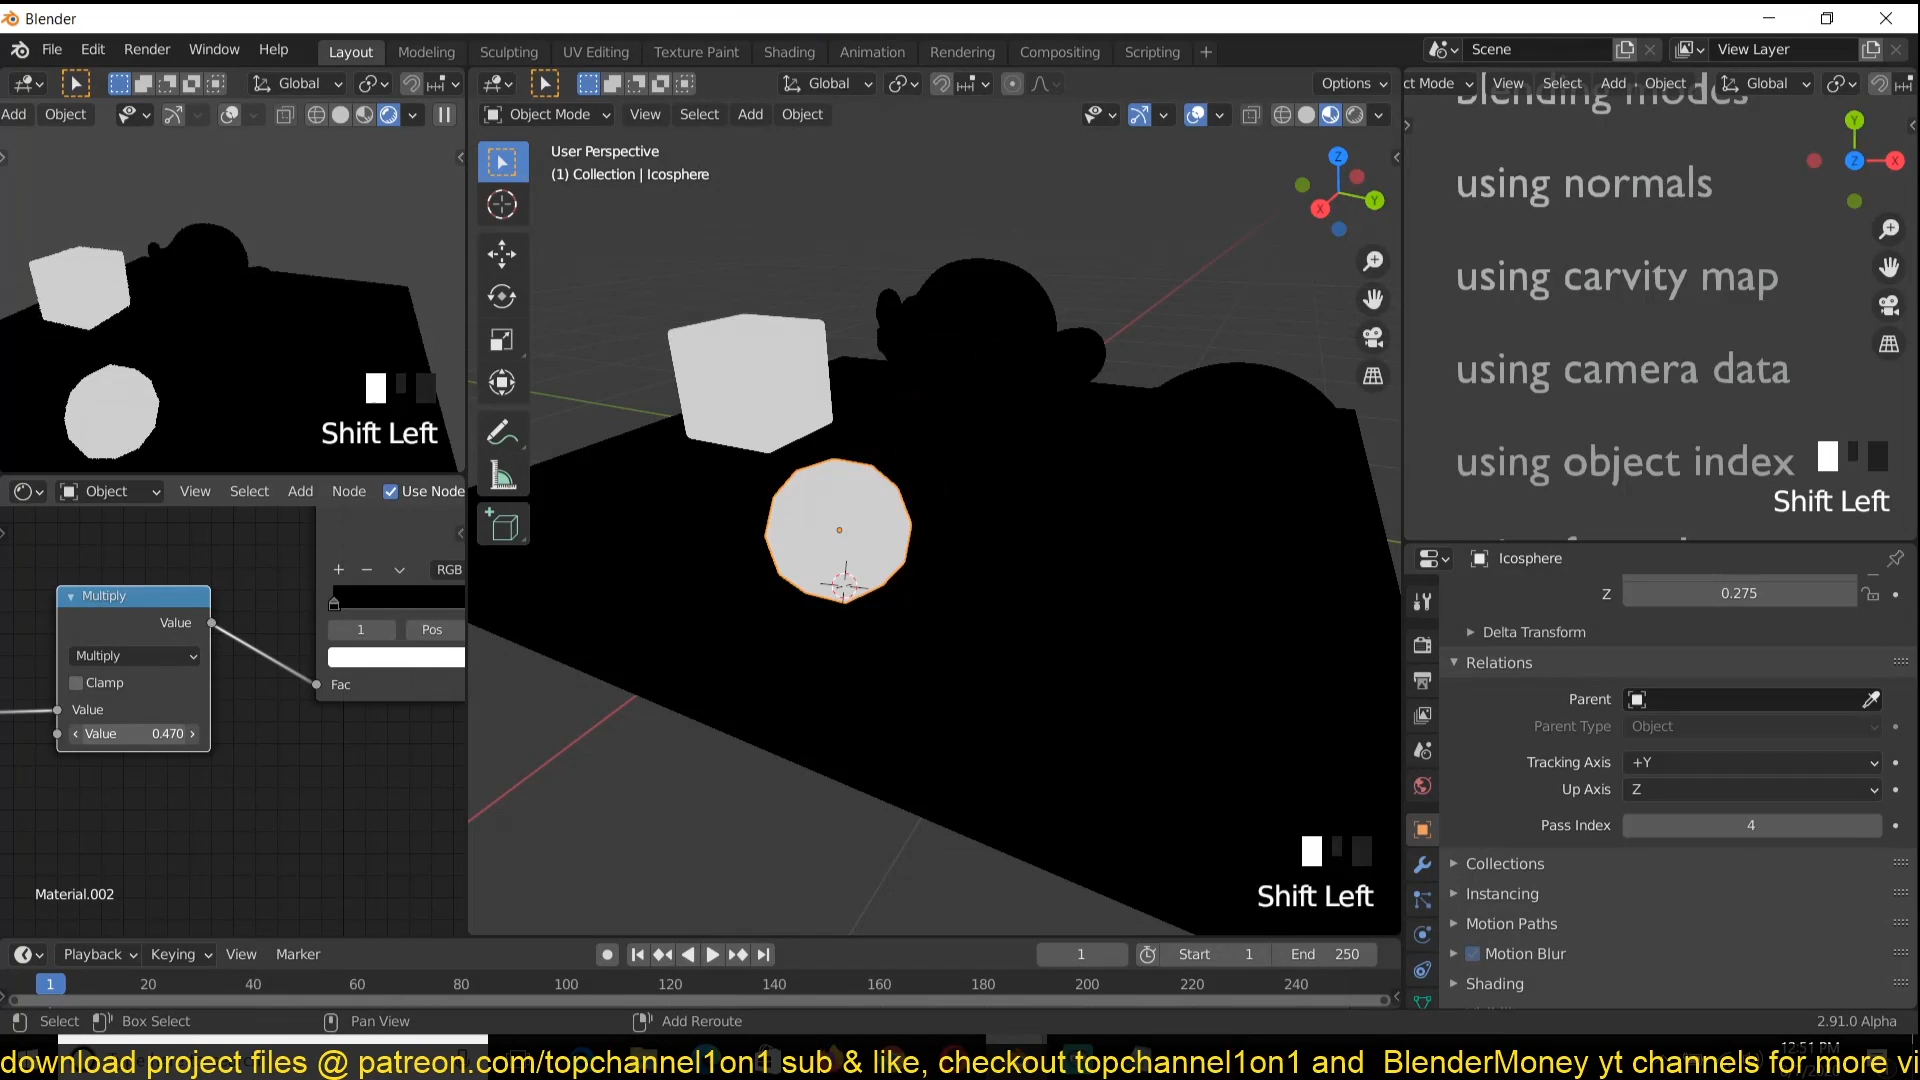 Blender
File Edit Render Window Help Layout Modeling Sculpting UV Editing Texture Paint Shading Animation Rendering Compositing Scripting + Scene View Layer
Global Global Options ct Mode View Select Add Object Global
Add Object Object Mode View Select Add Object
Blending modes
User Perspective
(1) Collection | Icosphere
Z
Y
X
Y
Z
X
using normals
using carvity map
using camera data
using object index
Shift Left
Shift Left
Object View Select Add Node Use Node
Icosphere
RGB
Multiply
Value
1 Pos
Multiply
Clamp
Fac
Value
Value 0.470
Material.002
Z 0.275
Delta Transform
Relations
Parent
Parent Type Object
Tracking Axis +Y
Up Axis Z
Pass Index 4
Collections
Instancing
Motion Paths
Motion Blur
Shading
Shift Left
Playback Keying View Marker 1 Start 1 End 250
1 20 40 60 80 100 120 140 160 180 200 220 240
Select Box Select Pan View Add Reroute 2.91.0 Alpha
12:51 PM
download project files @ patreon.com/topchannel1on1 sub & like, checkout topchannel1on1 and BlenderMoney yt channels for more vi